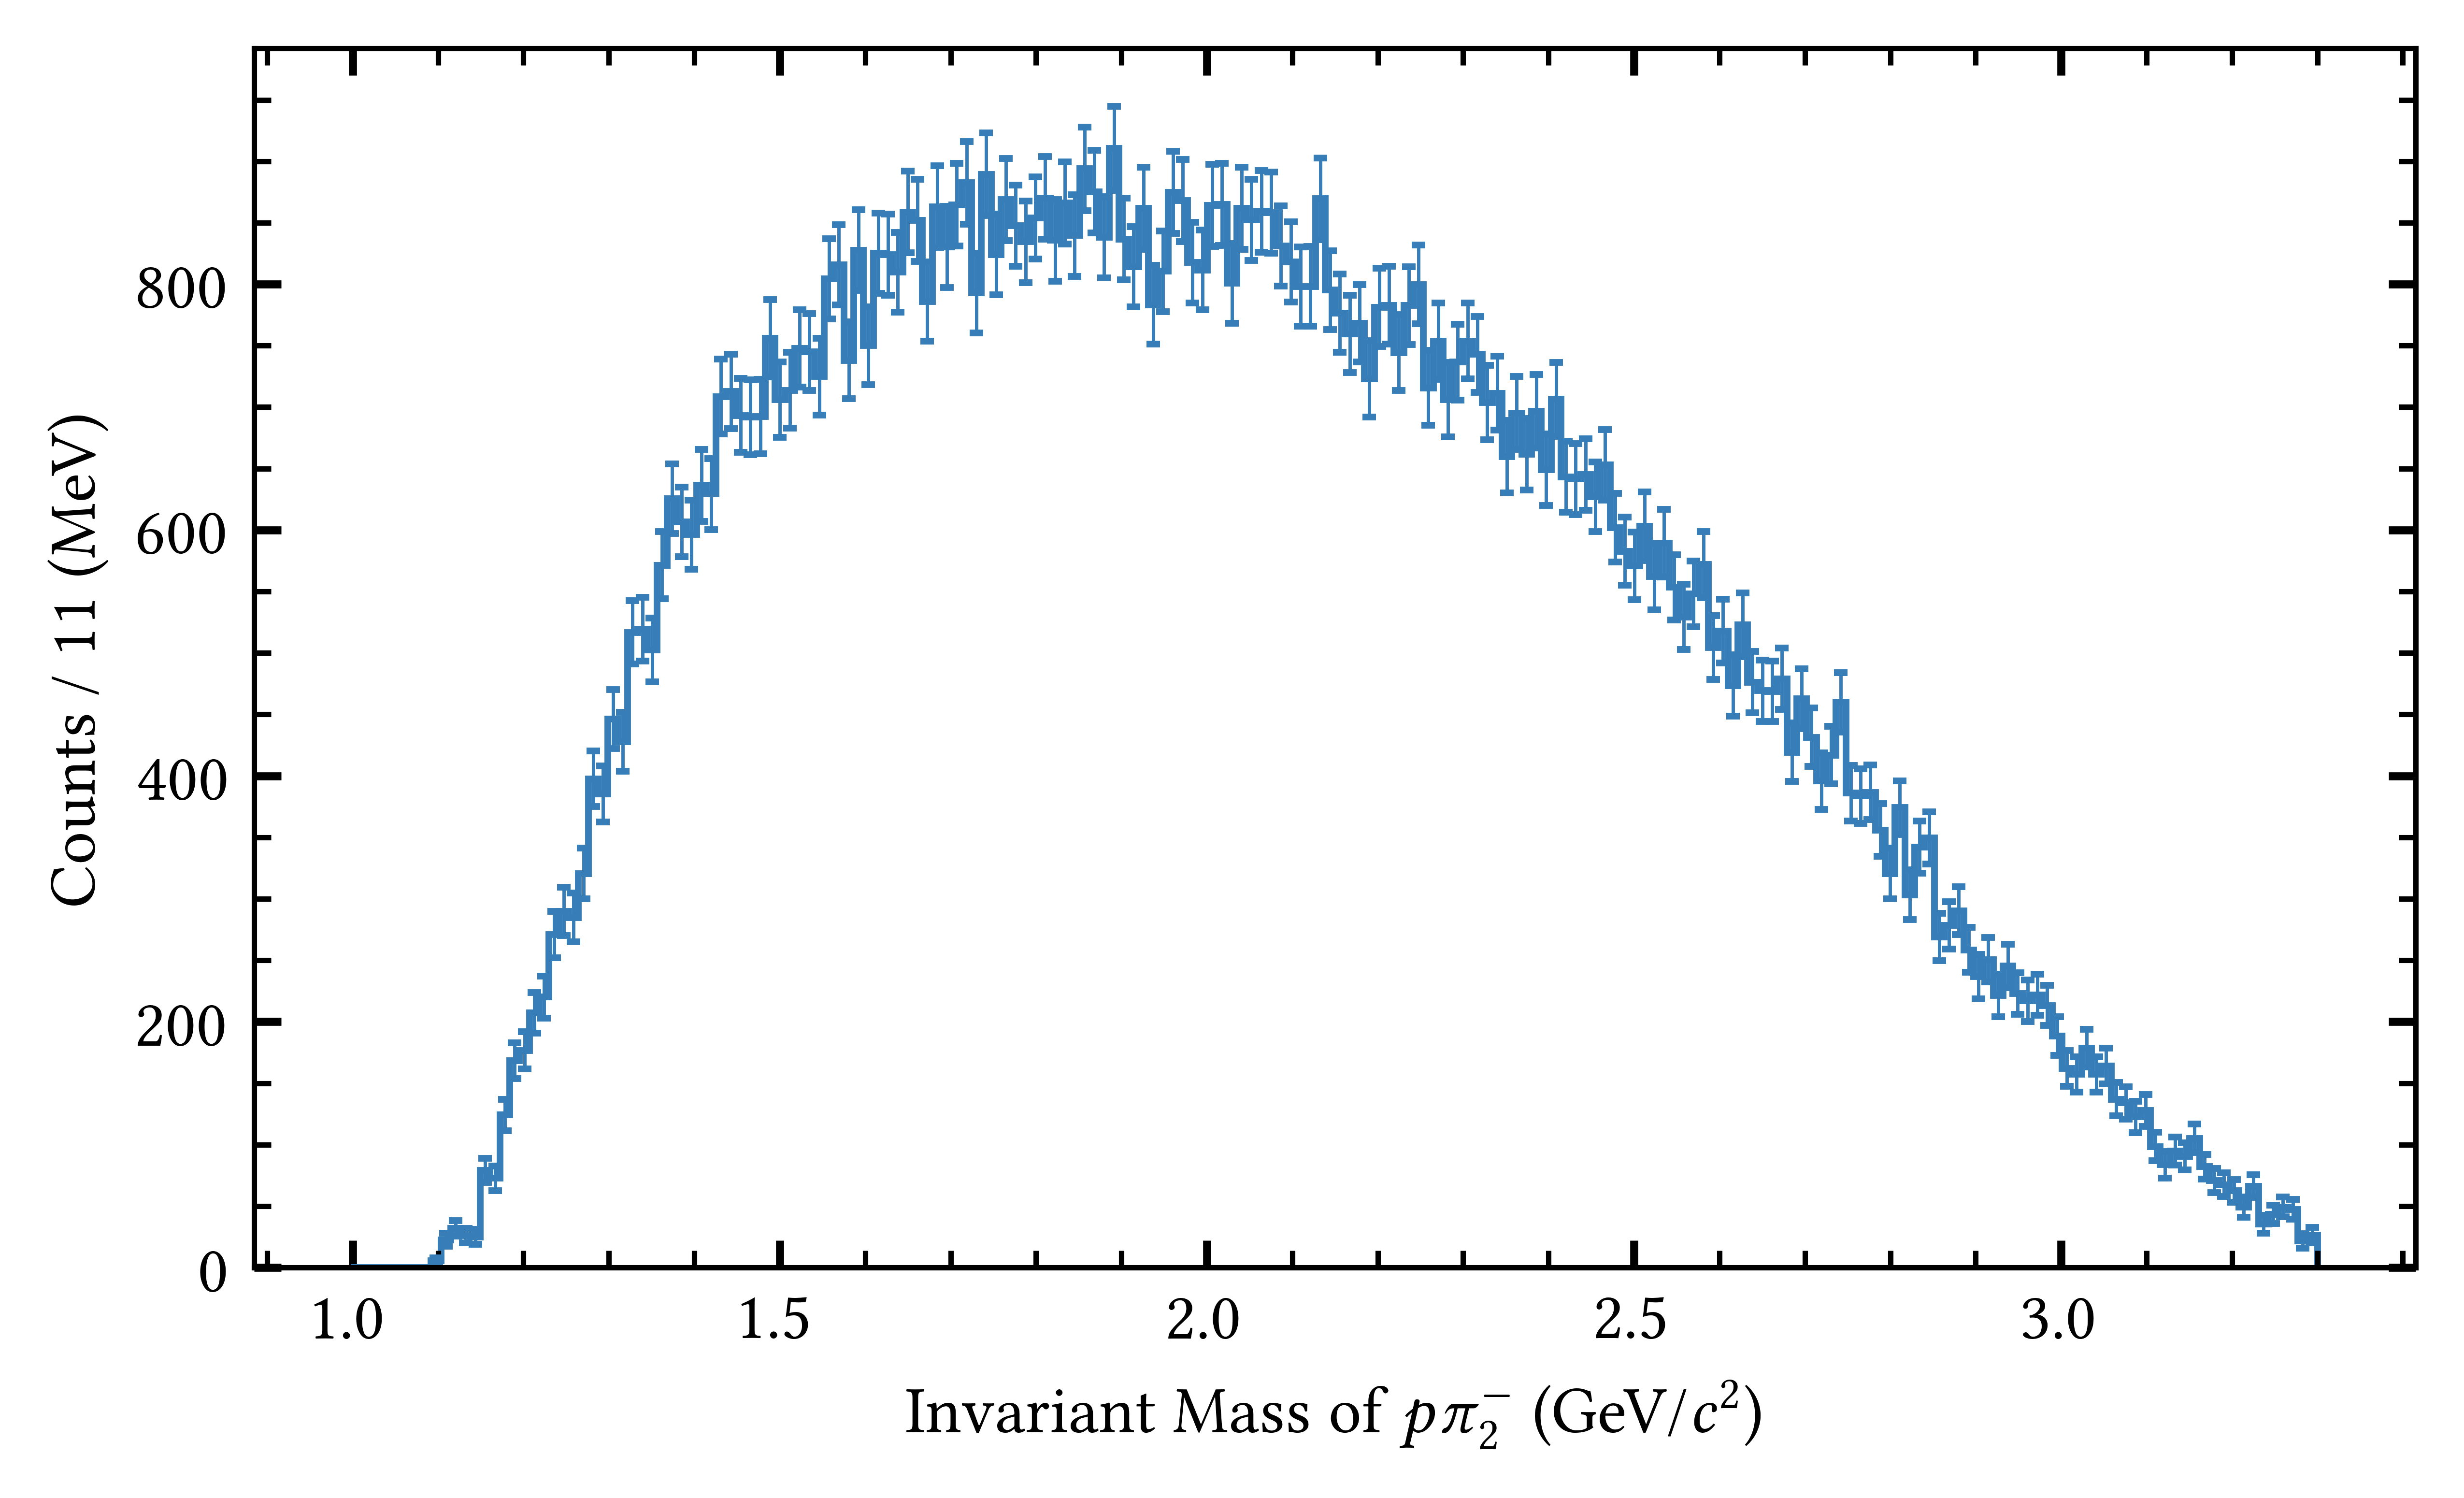 Counts / 11 (MeV)
800
600
400
200
0
1.0 1.5 2.0 2.5 3.0
Invariant Mass of pπ₂⁻ (GeV/c²)